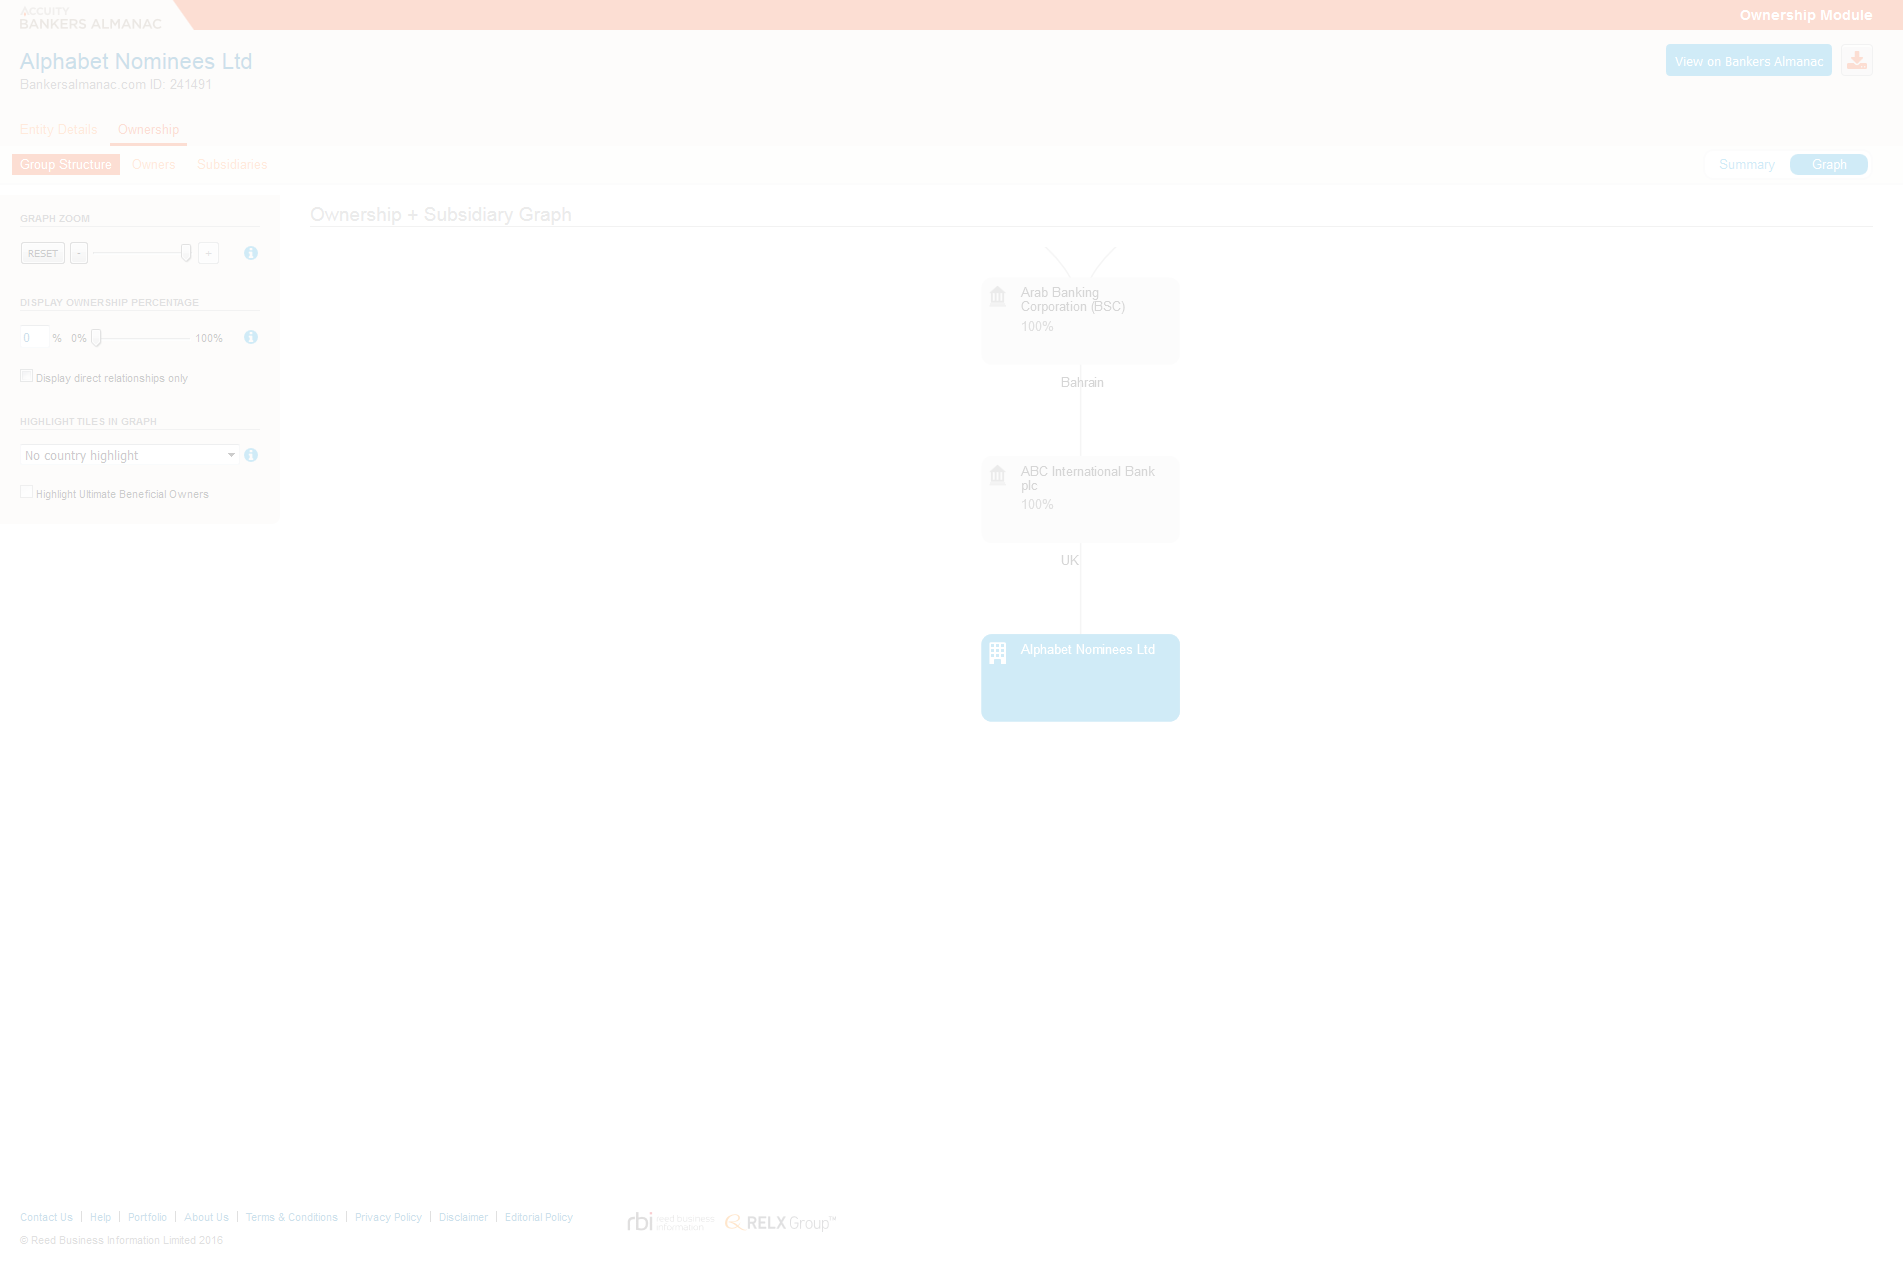 ACCUITY
BANKERS ALMANAC
Ownership Module
Alphabet Nominees Ltd
Bankersalmanac.com ID: 241491
View on Bankers Almanac
Entity Details
Ownership
Group Structure
Owners
Subsidiaries
Summary
Graph
GRAPH ZOOM
RESET - +
DISPLAY OWNERSHIP PERCENTAGE
0 % 0% 100%
Display direct relationships only
HIGHLIGHT TILES IN GRAPH
No country highlight
Highlight Ultimate Beneficial Owners
Ownership + Subsidiary Graph
Arab Banking
Corporation (BSC)
100%
Bahrain
ABC International Bank
plc
100%
UK
Alphabet Nominees Ltd
Contact Us | Help | Portfolio | About Us | Terms & Conditions | Privacy Policy | Disclaimer | Editorial Policy
© Reed Business Information Limited 2016
rbi reed business
information
RELX Group™